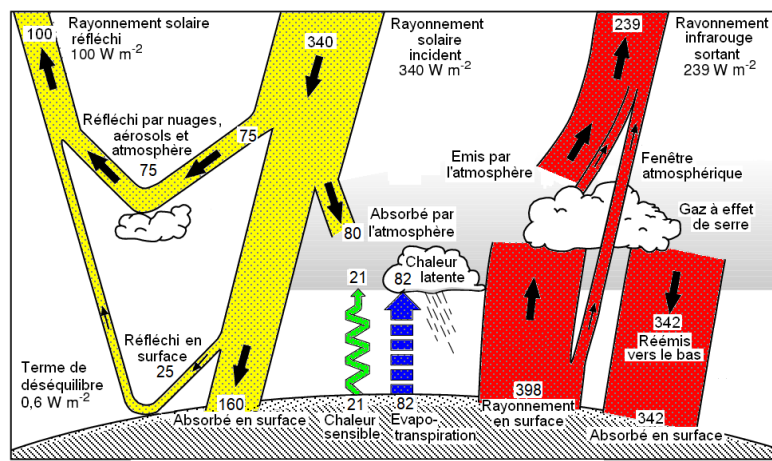 100
Rayonnement solaire
réfléchi
100 W m-2
340
Rayonnement
solaire
incident
340 W m-2
239
Rayonnement
infrarouge
sortant
239 W m-2
Réfléchi par nuages,
aérosols et
atmosphère
75
75
Emis par
l'atmosphère
Fenêtre
atmosphérique
Absorbé par
l'atmosphère
80
Gaz à effet
de serre
Chaleur
latente
21
82
Réfléchi en
surface
25
342
Réémis
vers le bas
Terme de
déséquilibre
0,6 W m-2
160
Absorbé en surface
21
Chaleur
sensible
82
Evapo-
transpiration
398
Rayonnement
en surface
342
Absorbé en surface